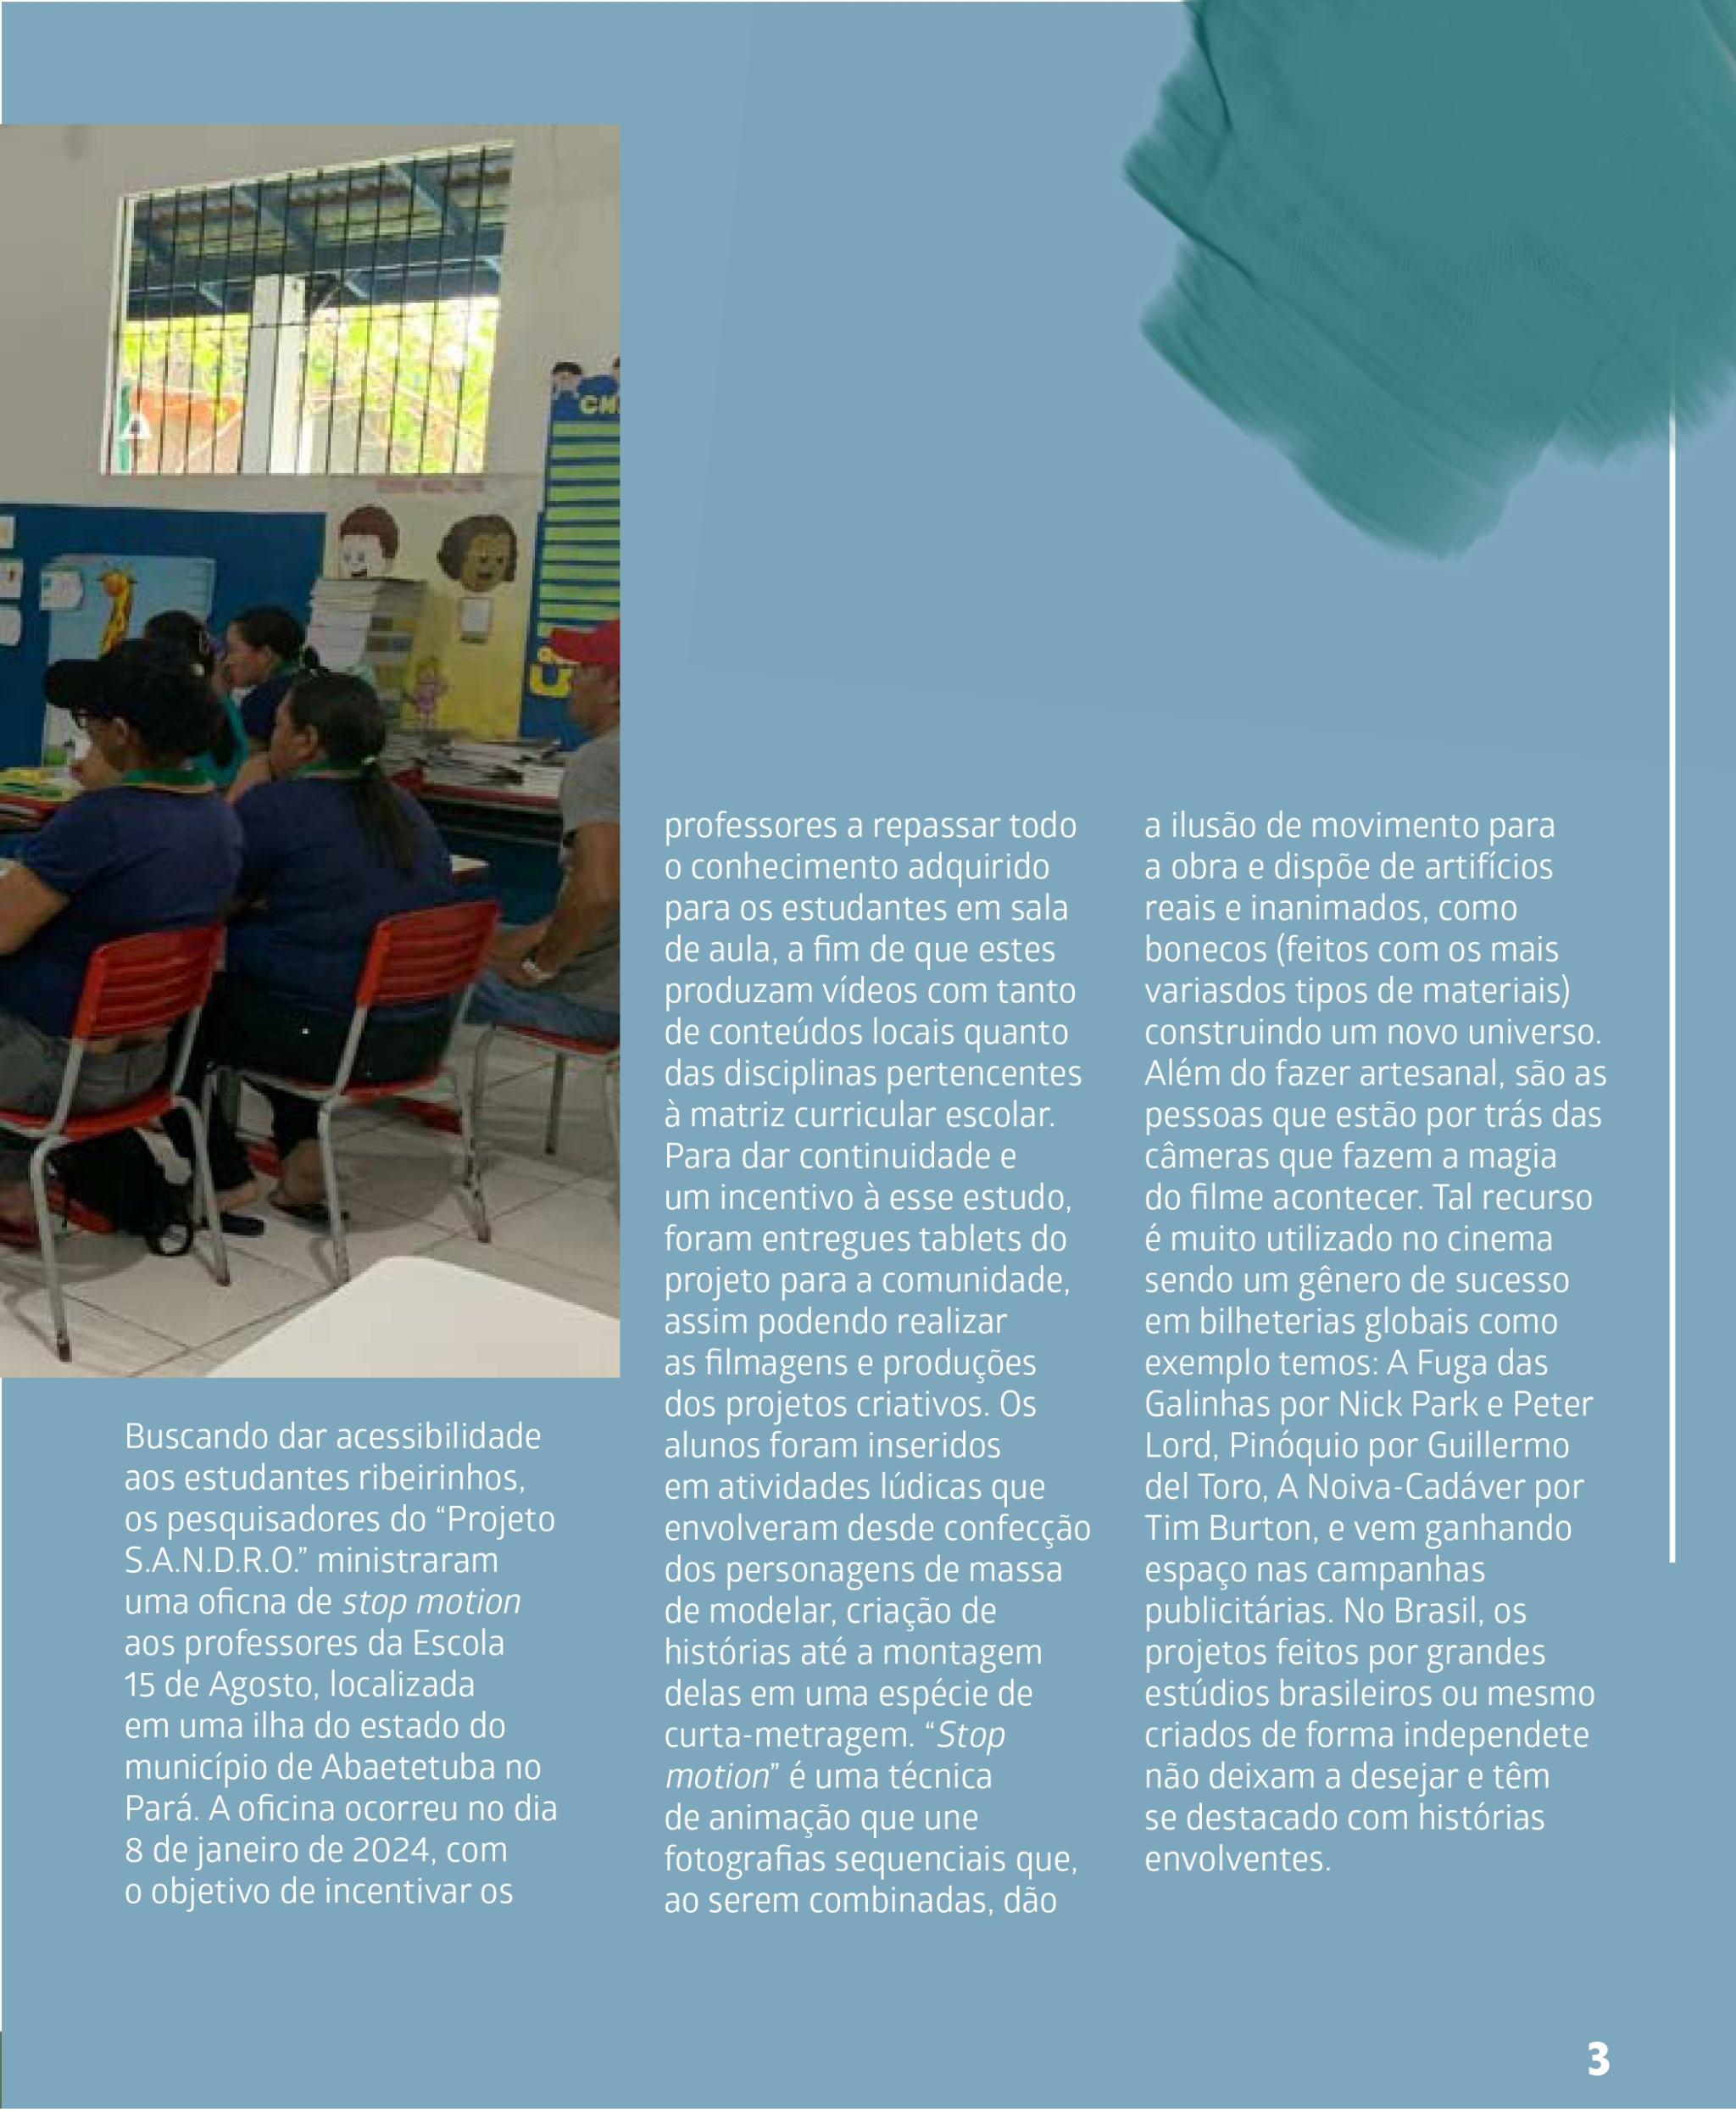 CM
Buscando dar acessibilidade
aos estudantes ribeirinhos,
os pesquisadores do “Projeto
S.A.N.D.R.O.” ministraram
uma oficna de stop motion
aos professores da Escola
15 de Agosto, localizada
em uma ilha do estado do
município de Abaetetuba no
Pará. A oficina ocorreu no dia
8 de janeiro de 2024, com
o objetivo de incentivar os
professores a repassar todo
o conhecimento adquirido
para os estudantes em sala
de aula, a fim de que estes
produzam vídeos com tanto
de conteúdos locais quanto
das disciplinas pertencentes
à matriz curricular escolar.
Para dar continuidade e
um incentivo à esse estudo,
foram entregues tablets do
projeto para a comunidade,
assim podendo realizar
as filmagens e produções
dos projetos criativos. Os
alunos foram inseridos
em atividades lúdicas que
envolveram desde confecção
dos personagens de massa
de modelar, criação de
histórias até a montagem
delas em uma espécie de
curta-metragem. “Stop
motion” é uma técnica
de animação que une
fotografias sequenciais que,
ao serem combinadas, dão
a ilusão de movimento para
a obra e dispõe de artifícios
reais e inanimados, como
bonecos (feitos com os mais
variasdos tipos de materiais)
construindo um novo universo.
Além do fazer artesanal, são as
pessoas que estão por trás das
câmeras que fazem a magia
do filme acontecer. Tal recurso
é muito utilizado no cinema
sendo um gênero de sucesso
em bilheterias globais como
exemplo temos: A Fuga das
Galinhas por Nick Park e Peter
Lord, Pinóquio por Guillermo
del Toro, A Noiva-Cadáver por
Tim Burton, e vem ganhando
espaço nas campanhas
publicitárias. No Brasil, os
projetos feitos por grandes
estúdios brasileiros ou mesmo
criados de forma independete
não deixam a desejar e têm
se destacado com histórias
envolventes.
3